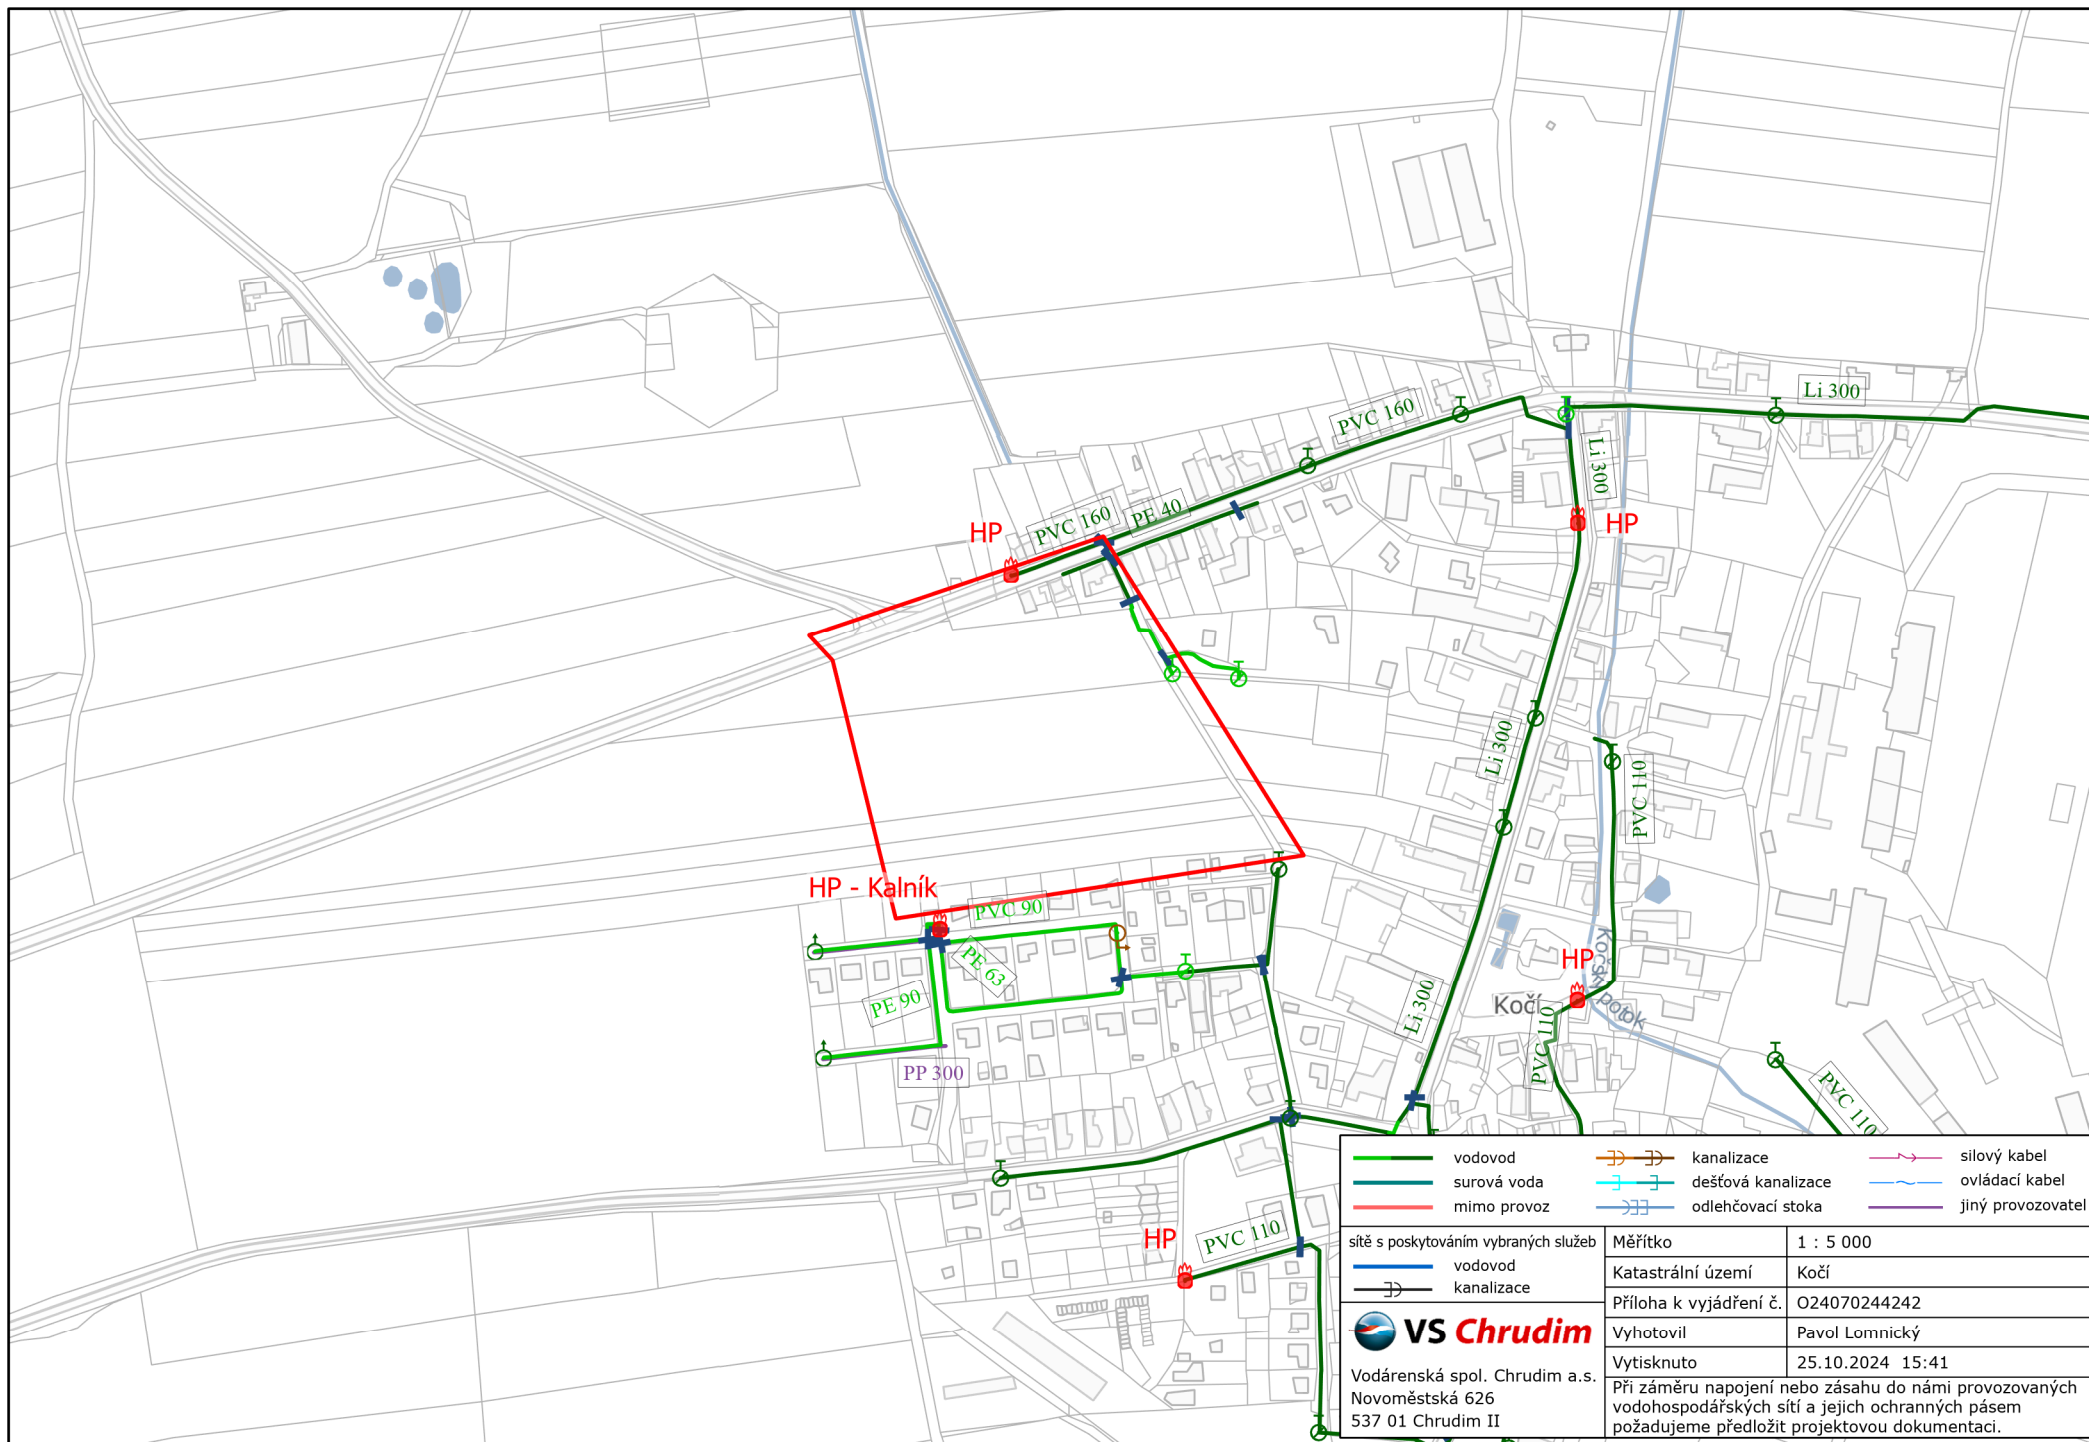 Li 300
PVC 160
Li 300
HP
PVC 160
PE 40
HP
Li 300
PVC 110
HP - Kalník
PVC 90
PE 63
PE 90
PP 300
Li 300
HP
Kočí
Kočský potok
PVC 110
PVC 110
HP
PVC 110
vodovod
surová voda
mimo provoz
kanalizace
dešťová kanalizace
odlehčovací stoka
silový kabel
ovládací kabel
jiný provozovatel
sítě s poskytováním vybraných služeb
vodovod
kanalizace
VS Chrudim
Vodárenská spol. Chrudim a.s.
Novoměstská 626
537 01 Chrudim II
Měřítko 1 : 5 000
Katastrální území Kočí
Příloha k vyjádření č. O24070244242
Vyhotovil Pavol Lomnický
Vytisknuto 25.10.2024 15:41
Při záměru napojení nebo zásahu do námi provozovaných
vodohospodářských sítí a jejich ochranných pásem
požadujeme předložit projektovou dokumentaci.